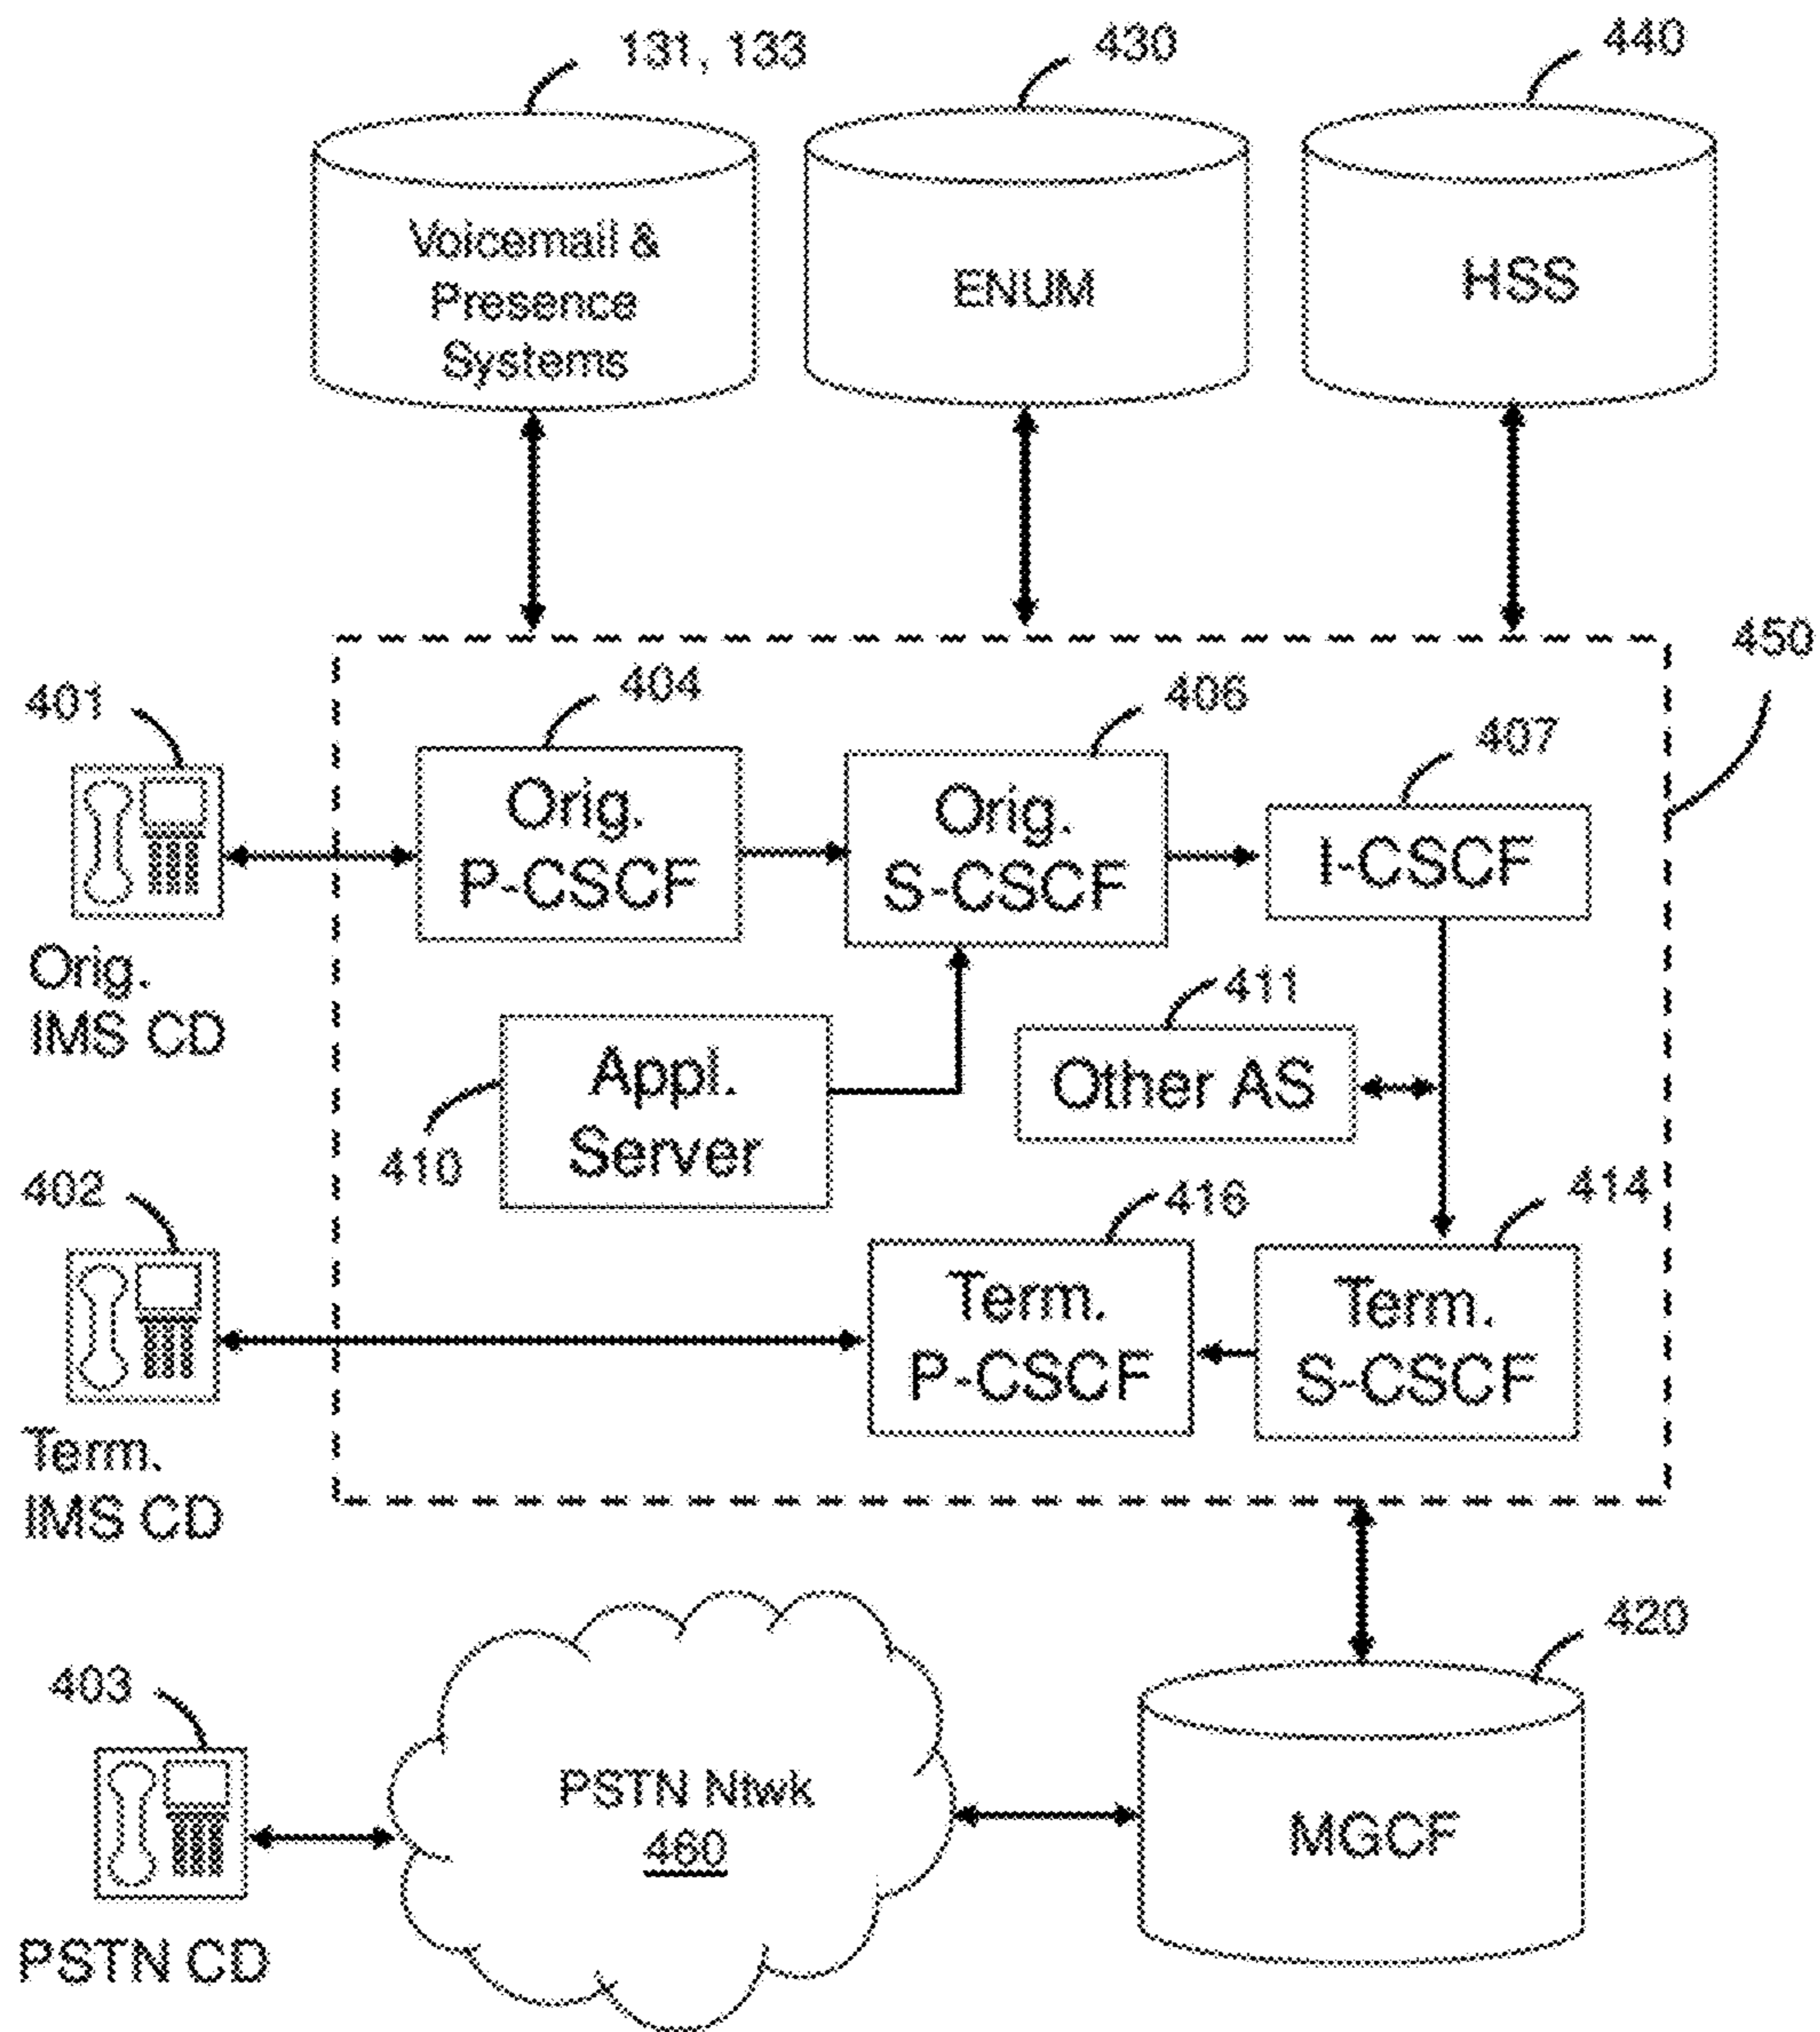 131, 133
430
440
Voicemail &
Presence
Systems
ENUM
HSS
450
401
404
406
407
Orig.
P-CSCF
Orig.
S-CSCF
I-CSCF
Orig.
IMS CD
411
Appl.
Server
Other AS
410
402
416
414
Term.
P-CSCF
Term.
S-CSCF
Term.
IMS CD
420
403
PSTN Ntwk
460
MGCF
PSTN CD